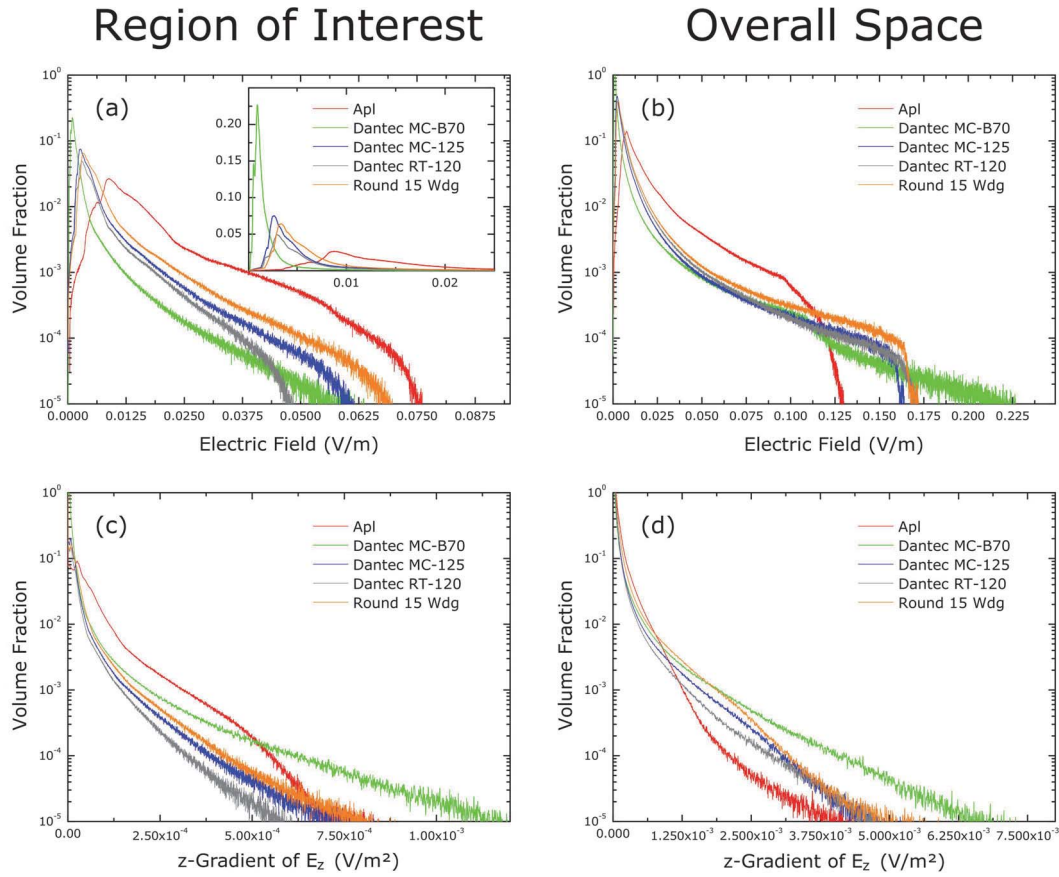 Region of Interest
Overall Space
(a)
Apl
Dantec MC-B70
Dantec MC-125
Dantec RT-120
Round 15 Wdg
0.25
0.20
0.15
0.10
0.05
0.01
0.02
10⁰
10⁻¹
10⁻²
10⁻³
10⁻⁴
10⁻⁵
Volume Fraction
0.0000
0.0125
0.0250
0.0375
0.0500
0.0625
0.0750
0.0875
Electric Field (V/m)
(b)
Apl
Dantec MC-B70
Dantec MC-125
Dantec RT-120
Round 15 Wdg
10⁰
10⁻¹
10⁻²
10⁻³
10⁻⁴
10⁻⁵
Volume Fraction
0.000
0.025
0.050
0.075
0.100
0.125
0.150
0.175
0.200
0.225
Electric Field (V/m)
(c)
Apl
Dantec MC-B70
Dantec MC-125
Dantec RT-120
Round 15 Wdg
10⁰
10⁻¹
10⁻²
10⁻³
10⁻⁴
10⁻⁵
Volume Fraction
0.00
2.50x10⁻⁴
5.00x10⁻⁴
7.50x10⁻⁴
1.00x10⁻³
z-Gradient of E_z (V/m²)
(d)
Apl
Dantec MC-B70
Dantec MC-125
Dantec RT-120
Round 15 Wdg
10⁰
10⁻¹
10⁻²
10⁻³
10⁻⁴
10⁻⁵
Volume Fraction
0.000
1.250x10⁻³
2.500x10⁻³
3.750x10⁻³
5.000x10⁻³
6.250x10⁻³
7.500x10⁻³
z-Gradient of E_z (V/m²)